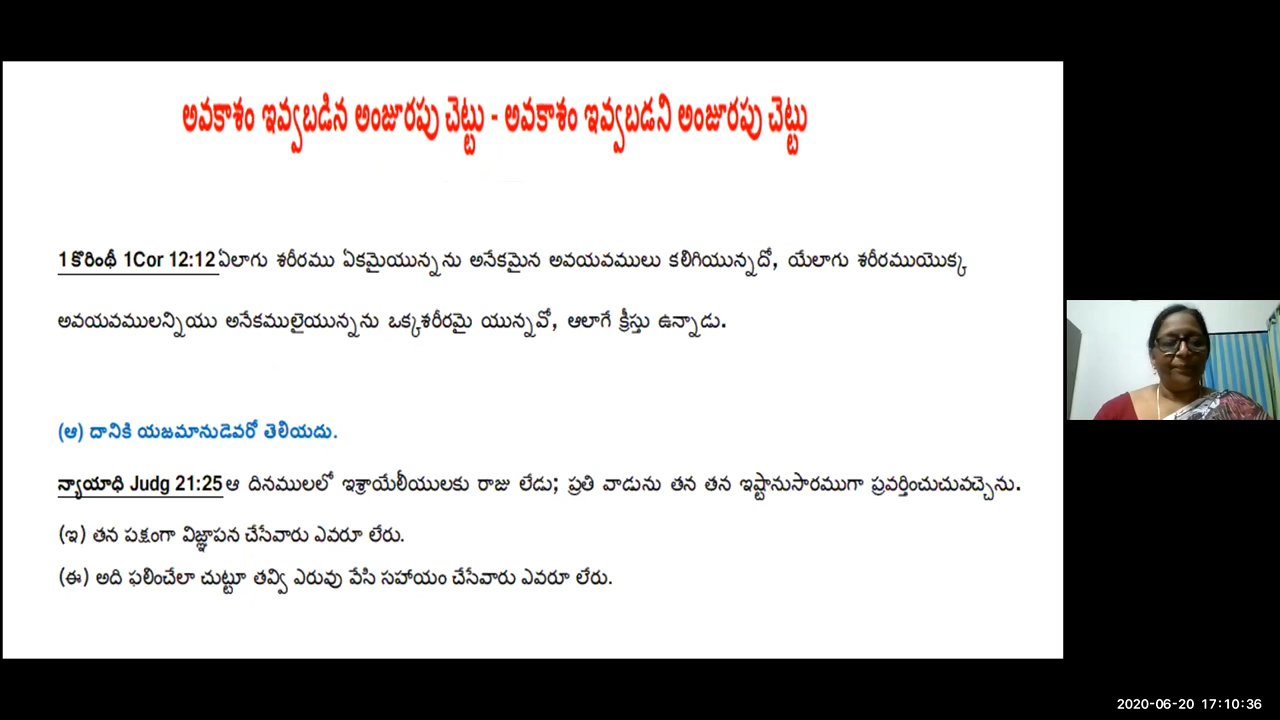 అవకాశం ఇవ్వబడిన అంజూరపు చెట్టు - అవకాశం ఇవ్వబడని అంజూరపు చెట్టు
1 కొరింథీ 1Cor 12:12 ఏలాగు శరీరము ఏకమైయున్నను అనేకమైన అవయవములు కలిగియున్నదో, యేలాగు శరీరముయొక్క
అవయవములన్నియు అనేకములైయున్నను ఒక్కశరీరమై యున్నవో, ఆలాగే క్రీస్తు ఉన్నాడు.
(ఆ) దానికి యజమానుడెవరో తెలియదు.
న్యాయాధి Judg 21:25 ఆ దినములలో ఇశ్రాయేలీయులకు రాజు లేడు; ప్రతి వాడును తన తన ఇష్టానుసారముగా ప్రవర్తించుచువచ్చెను.
(ఇ) తన పక్షంగా విజ్ఞాపన చేసేవారు ఎవరూ లేరు.
(ఈ) అది ఫలించేలా చుట్టూ తవ్వి ఎరువు వేసి సహాయం చేసేవారు ఎవరూ లేరు.
2020-06-20 17:10:36